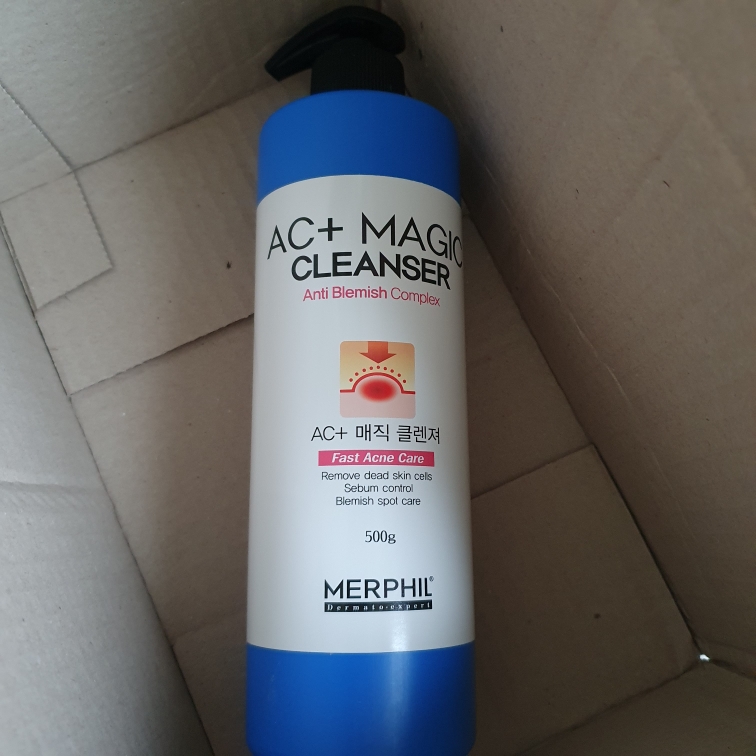 AC+ MAGIC
CLEANSER
Anti Blemish Complex
AC+ 매직 클렌져
Fast Acne Care
Remove dead skin cells
Sebum control
Blemish spot care
500g
MERPHIL®
Dermato-expert